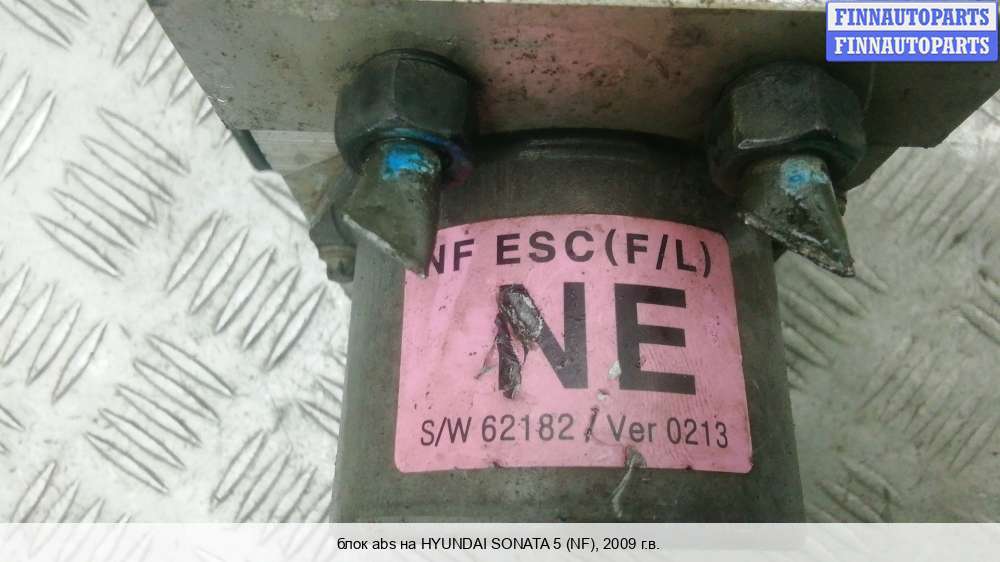 FINNAUTOPARTS
FINNAUTOPARTS
NF ESC (F/L)
NE
S/W 62182 / Ver 0213
блок abs на HYUNDAI SONATA 5 (NF), 2009 г.в.